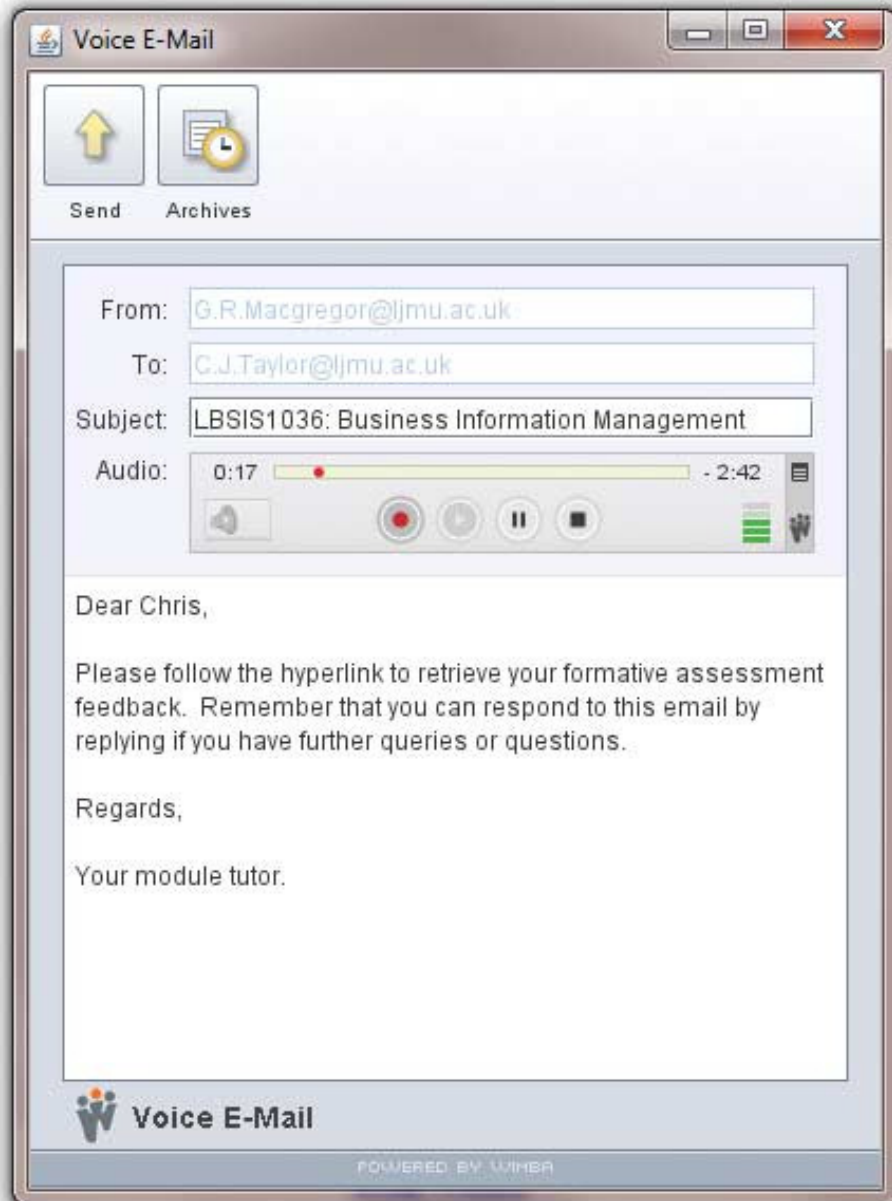 Voice E-Mail
Send Archives
From: G.R.Macgregor@ljmu.ac.uk
To: C.J.Taylor@ljmu.ac.uk
Subject: LBSIS1036: Business Information Management
Audio: 0:17 - 2:42
Dear Chris,
Please follow the hyperlink to retrieve your formative assessment
feedback. Remember that you can respond to this email by
replying if you have further queries or questions.
Regards,
Your module tutor.
Voice E-Mail
POWERED BY WIMBA